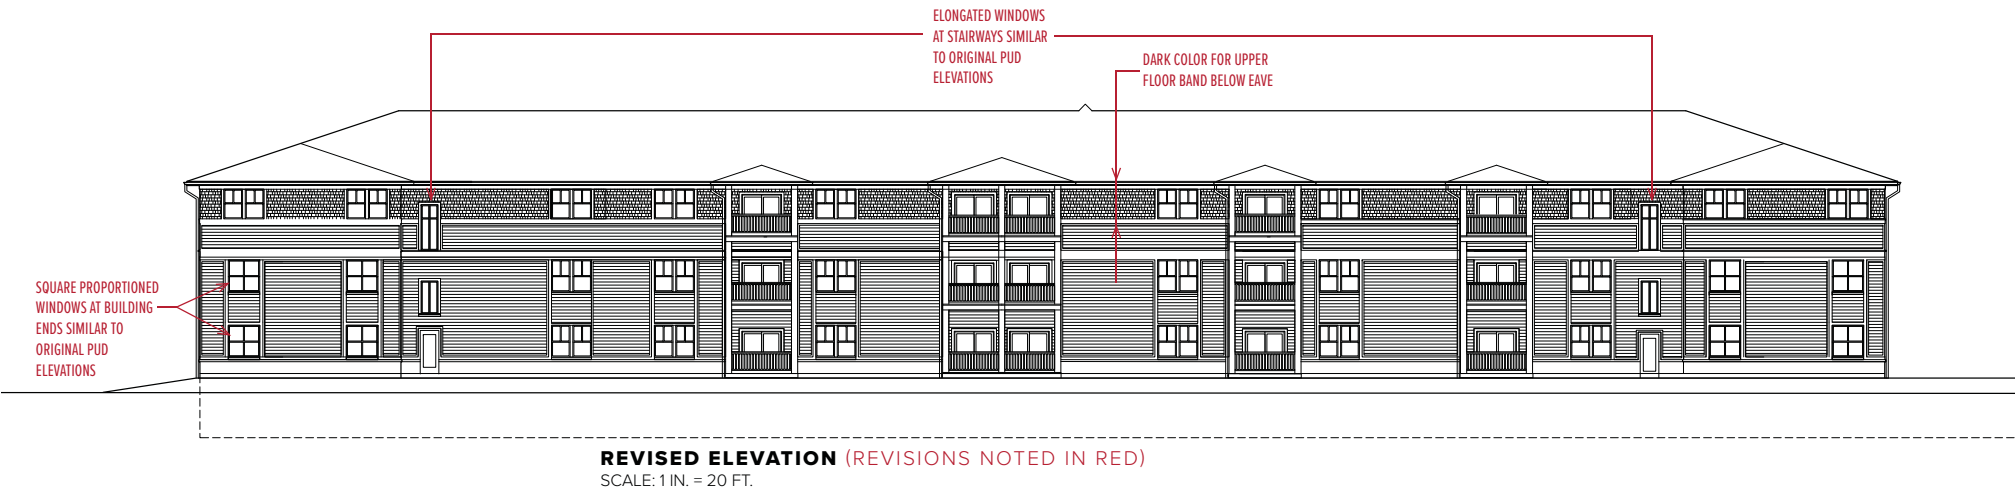 ELONGATED WINDOWS
AT STAIRWAYS SIMILAR
TO ORIGINAL PUD
ELEVATIONS
DARK COLOR FOR UPPER
FLOOR BAND BELOW EAVE
SQUARE PROPORTIONED
WINDOWS AT BUILDING
ENDS SIMILAR TO
ORIGINAL PUD
ELEVATIONS
REVISED ELEVATION (REVISIONS NOTED IN RED)
SCALE: 1 IN. = 20 FT.